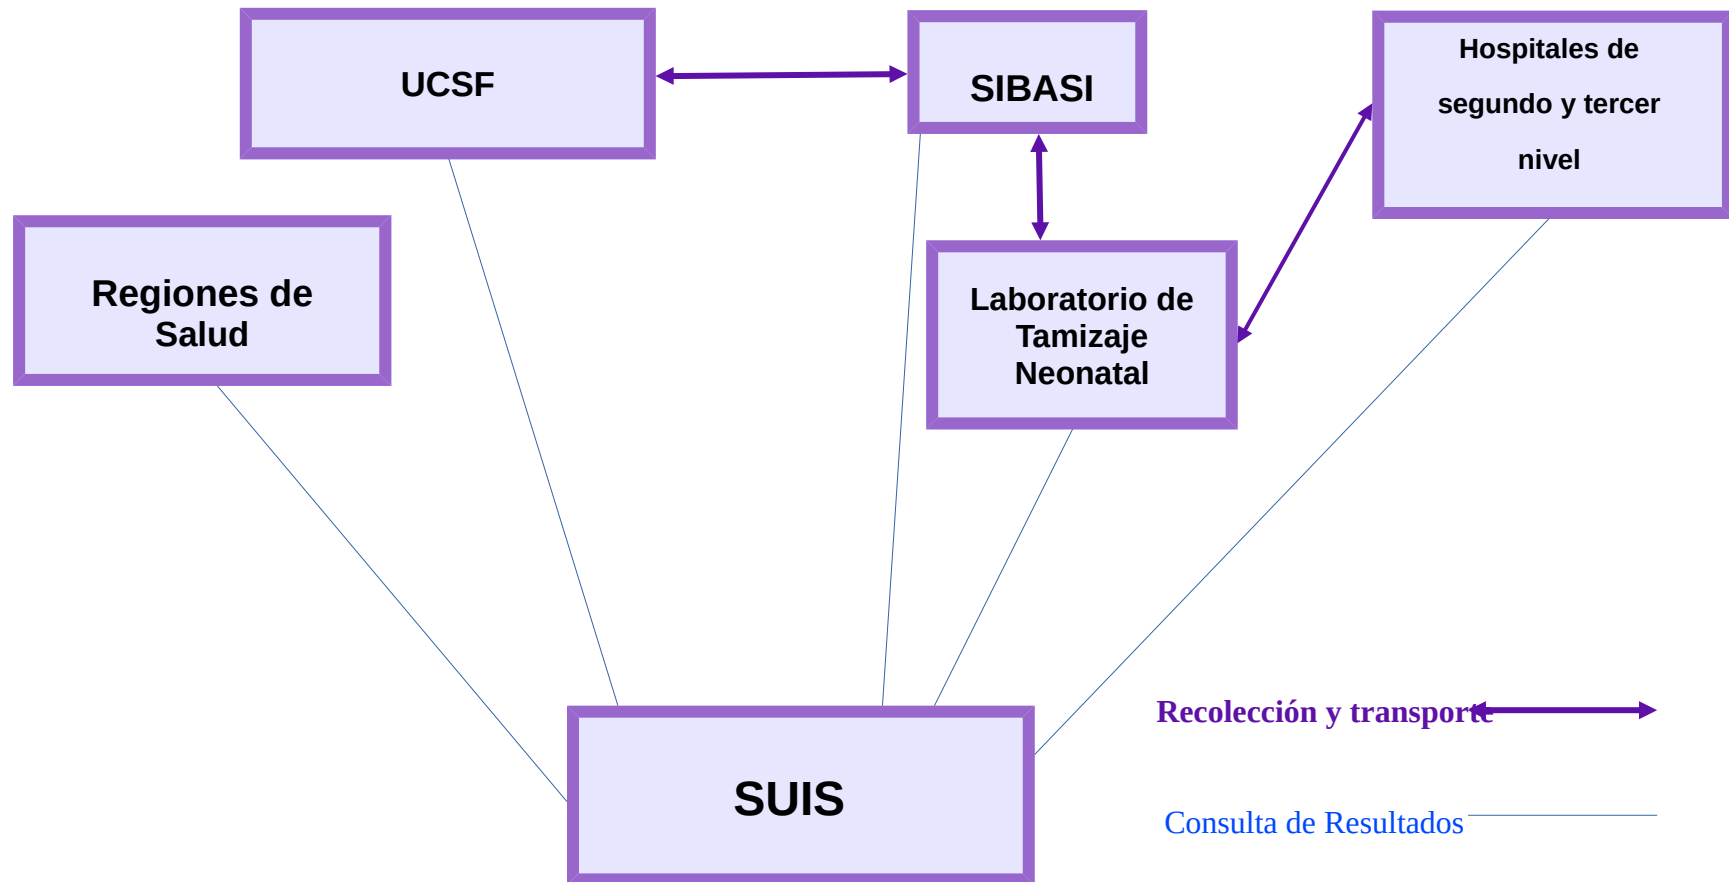 UCSF
SIBASI
Hospitales de
segundo y tercer
nivel
Regiones de
Salud
Laboratorio de
Tamizaje
Neonatal
SUIS
Recolección y transporte
Consulta de Resultados